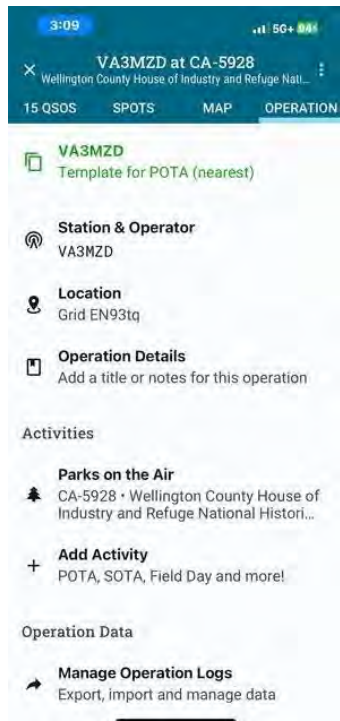 3:09
5G+ 94
VA3MZD at CA-5928
Wellington County House of Industry and Refuge Nati...
15 QSOS SPOTS MAP OPERATION
VA3MZD
Template for POTA (nearest)
Station & Operator
VA3MZD
Location
Grid EN93tq
Operation Details
Add a title or notes for this operation
Activities
Parks on the Air
CA-5928 • Wellington County House of
Industry and Refuge National Histori...
Add Activity
POTA, SOTA, Field Day and more!
Operation Data
Manage Operation Logs
Export, import and manage data